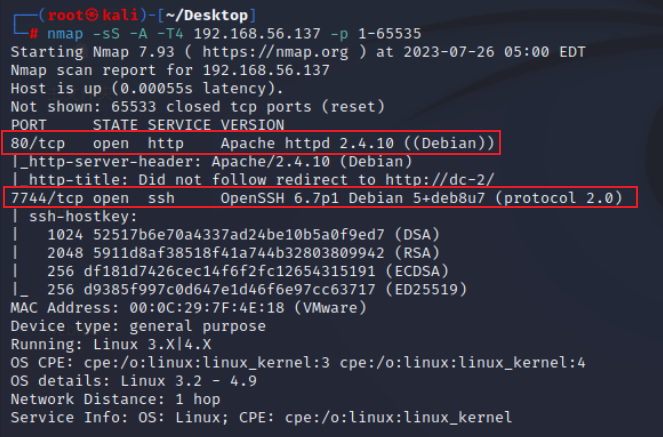 ┌──(root㉿kali)-[~/Desktop]
└─# nmap -sS -A -T4 192.168.56.137 -p 1-65535
Starting Nmap 7.93 ( https://nmap.org ) at 2023-07-26 05:00 EDT
Nmap scan report for 192.168.56.137
Host is up (0.00055s latency).
Not shown: 65533 closed tcp ports (reset)
PORT     STATE SERVICE VERSION
80/tcp   open  http    Apache httpd 2.4.10 ((Debian))
|_http-server-header: Apache/2.4.10 (Debian)
|_http-title: Did not follow redirect to http://dc-2/
7744/tcp open  ssh     OpenSSH 6.7p1 Debian 5+deb8u7 (protocol 2.0)
| ssh-hostkey:
|   1024 52517b6e70a4337ad24be10b5a0f9ed7 (DSA)
|   2048 5911d8af38518f41a744b32803809942 (RSA)
|   256 df181d7426cec14f6f2fc12654315191 (ECDSA)
|_  256 d9385f997c0d647e1d46f6e97cc63717 (ED25519)
MAC Address: 00:0C:29:7F:4E:18 (VMware)
Device type: general purpose
Running: Linux 3.X|4.X
OS CPE: cpe:/o:linux:linux_kernel:3 cpe:/o:linux:linux_kernel:4
OS details: Linux 3.2 - 4.9
Network Distance: 1 hop
Service Info: OS: Linux; CPE: cpe:/o:linux:linux_kernel